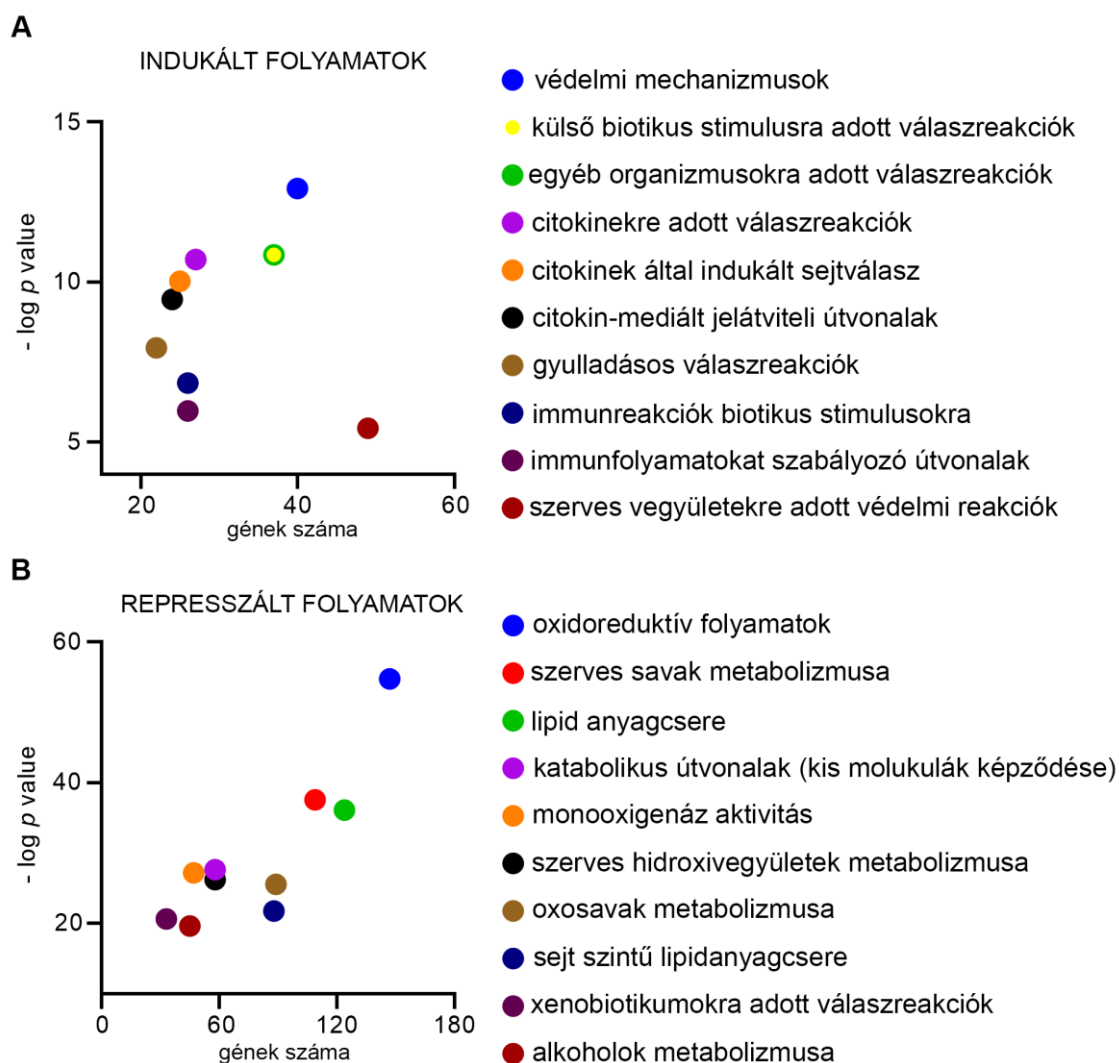 A
INDUKÁLT FOLYAMATOK
15
10
5
- log p value
20
40
60
gének száma
védelmi mechanizmusok
külső biotikus stimulusra adott válaszreakciók
egyéb organizmusokra adott válaszreakciók
citokinekre adott válaszreakciók
citokinek által indukált sejtválasz
citokin-mediált jelátviteli útvonalak
gyulladásos válaszreakciók
immunreakciók biotikus stimulusokra
immunfolyamatokat szabályozó útvonalak
szerves vegyületekre adott védelmi reakciók
B
REPRESSZÁLT FOLYAMATOK
60
40
20
- log p value
0
60
120
180
gének száma
oxidoreduktív folyamatok
szerves savak metabolizmusa
lipid anyagcsere
katabolikus útvonalak (kis molukulák képződése)
monooxigenáz aktivitás
szerves hidroxivegyületek metabolizmusa
oxosavak metabolizmusa
sejt szintű lipidanyagcsere
xenobiotikumokra adott válaszreakciók
alkoholok metabolizmusa